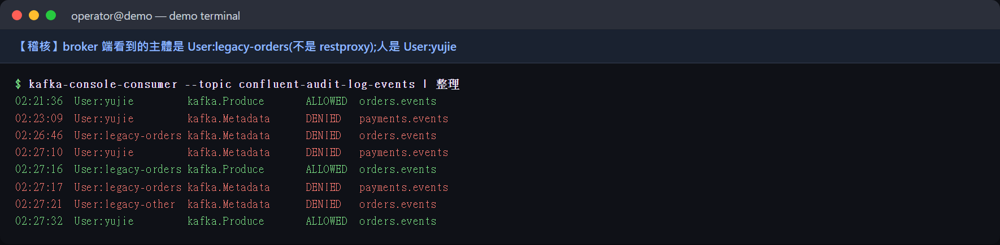 operator@demo — demo terminal
【稽核】broker 端看到的主體是 User:legacy-orders(不是 restproxy);人是 User:yujie
$ kafka-console-consumer --topic confluent-audit-log-events | 整理
02:21:36 User:yujie kafka.Produce ALLOWED orders.events
02:23:09 User:yujie kafka.Metadata DENIED payments.events
02:26:46 User:legacy-orders kafka.Metadata DENIED orders.events
02:27:10 User:yujie kafka.Metadata DENIED payments.events
02:27:16 User:legacy-orders kafka.Produce ALLOWED orders.events
02:27:17 User:legacy-orders kafka.Metadata DENIED payments.events
02:27:21 User:legacy-other kafka.Metadata DENIED orders.events
02:27:32 User:yujie kafka.Produce ALLOWED orders.events